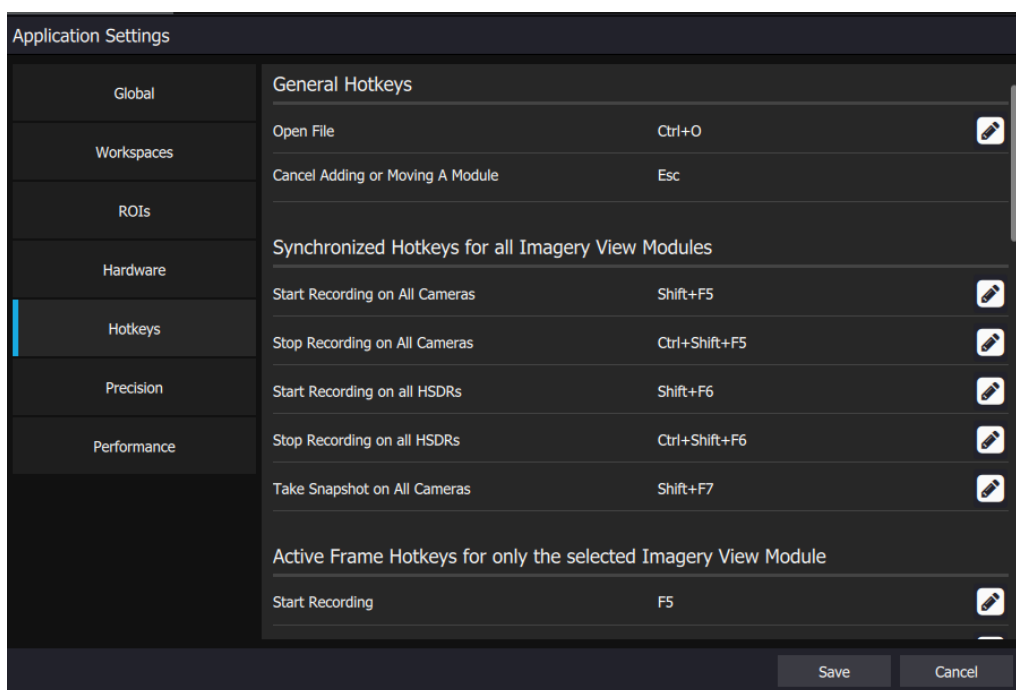 Application Settings
Global
Workspaces
ROIs
Hardware
Hotkeys
Precision
Performance
General Hotkeys
Open File Ctrl+O
Cancel Adding or Moving A Module Esc
Synchronized Hotkeys for all Imagery View Modules
Start Recording on All Cameras Shift+F5
Stop Recording on All Cameras Ctrl+Shift+F5
Start Recording on all HSDRs Shift+F6
Stop Recording on all HSDRs Ctrl+Shift+F6
Take Snapshot on All Cameras Shift+F7
Active Frame Hotkeys for only the selected Imagery View Module
Start Recording F5
Save Cancel